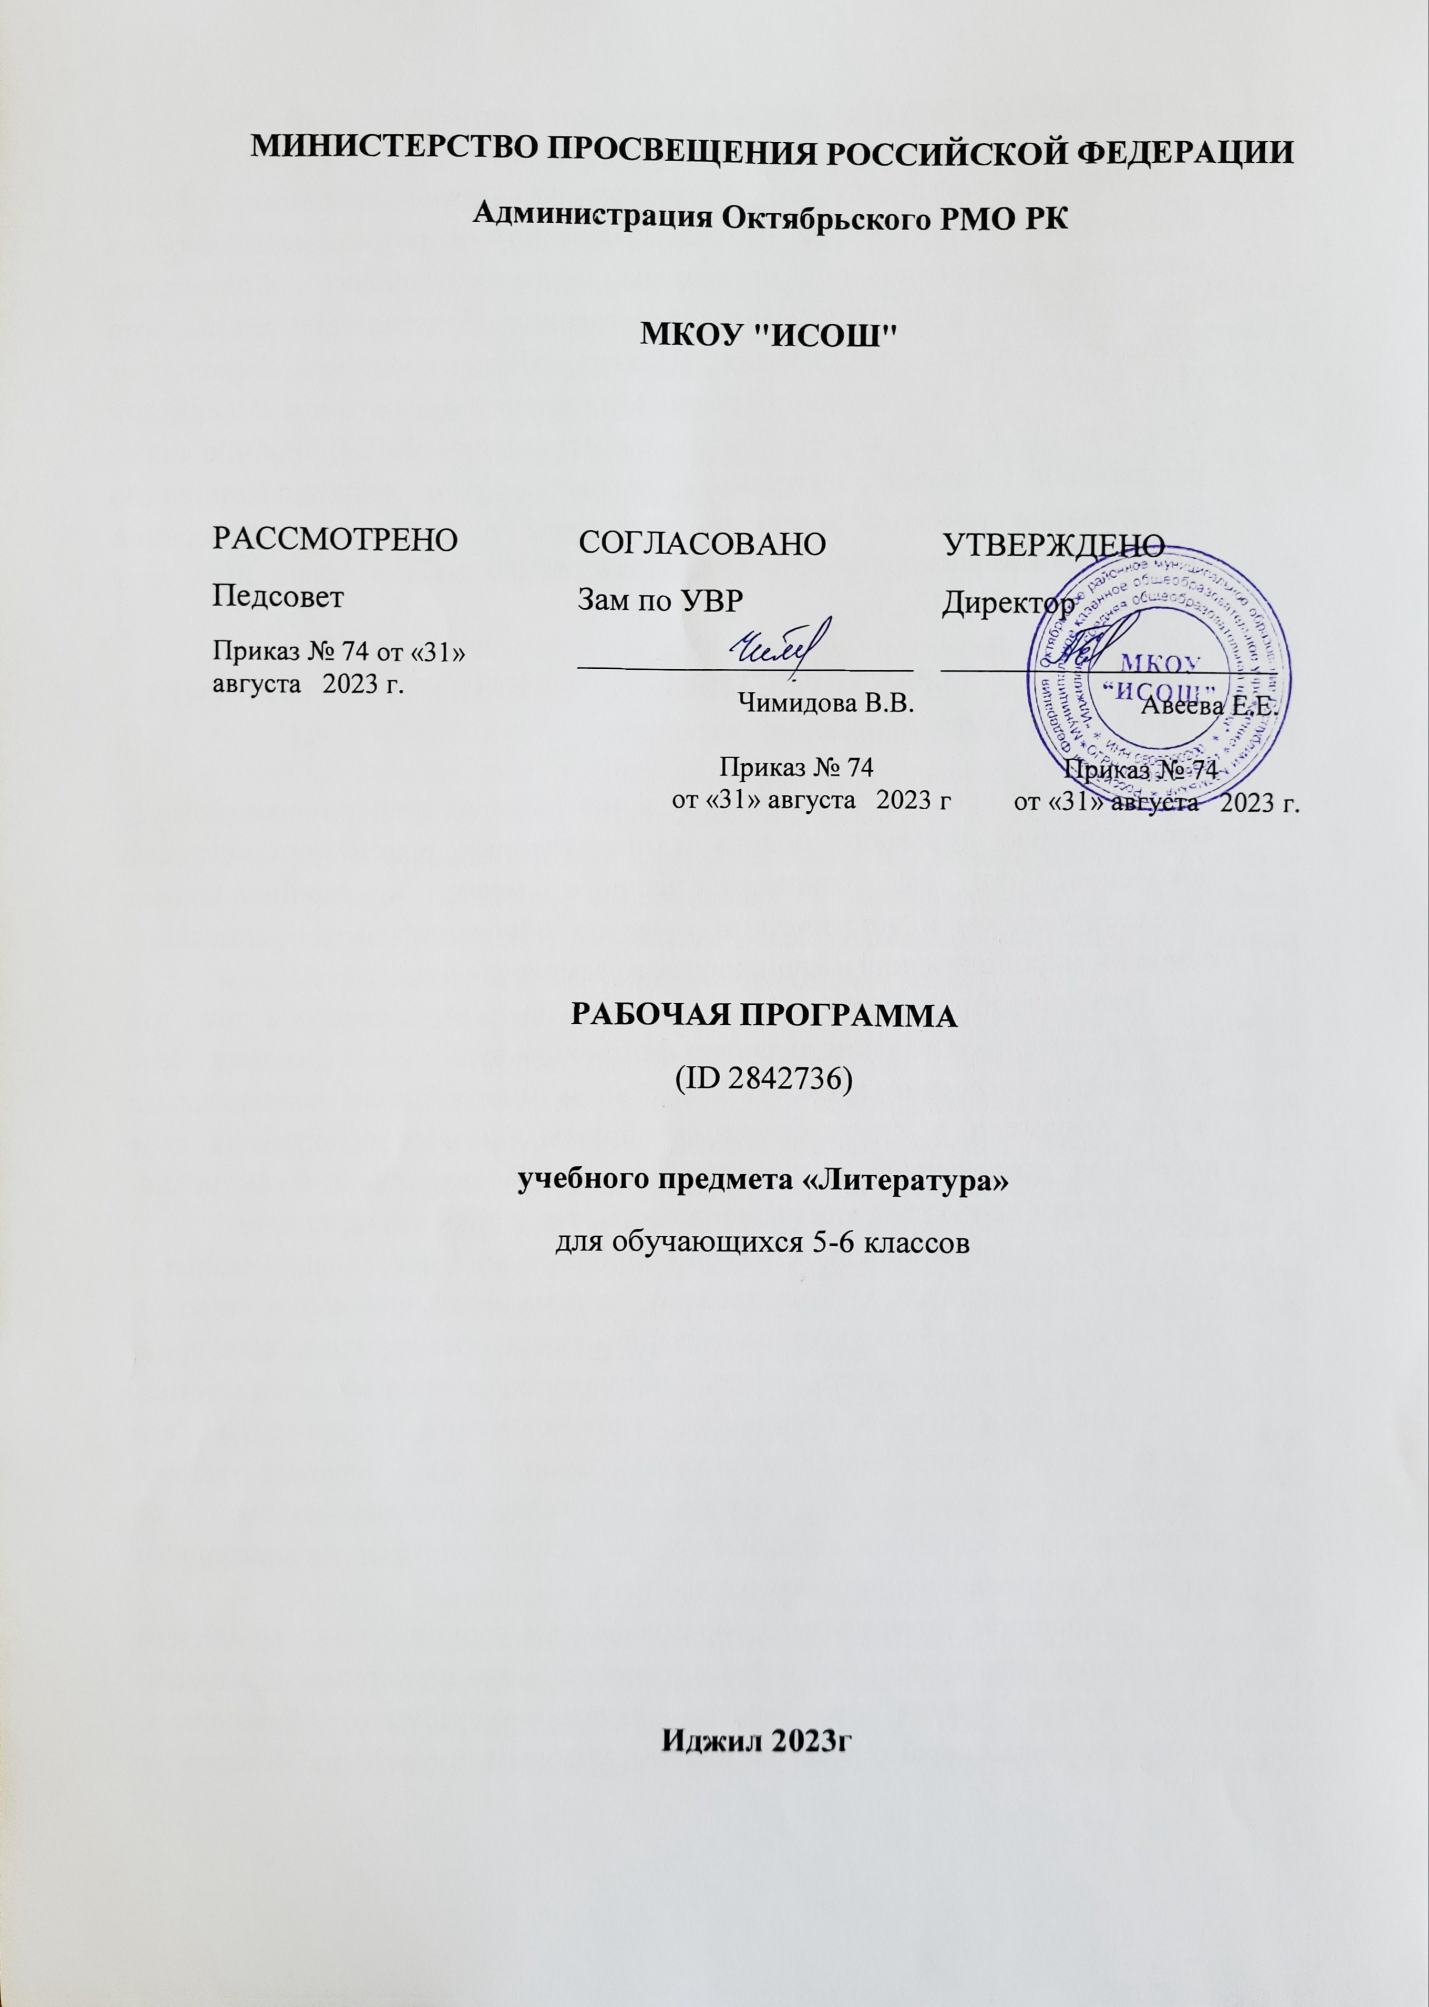 МИНИСТЕРСТВО ПРОСВЕЩЕНИЯ РОССИЙСКОЙ ФЕДЕРАЦИИ
Администрация Октябрьского РМО РК
МКОУ "ИСОШ"
РАССМОТРЕНО
Педсовет
Приказ № 74 от «31»
августа 2023 г.
СОГЛАСОВАНО
Зам по УВР
Чимидова В.В.
Приказ № 74
от «31» августа 2023 г
УТВЕРЖДЕНО
Директор
МКОУ
“ИСОШ”
Авеева Е.Е.
Приказ № 74
от «31» августа 2023 г.
РАБОЧАЯ ПРОГРАММА
(ID 2842736)
учебного предмета «Литература»
для обучающихся 5-6 классов
Иджил 2023г